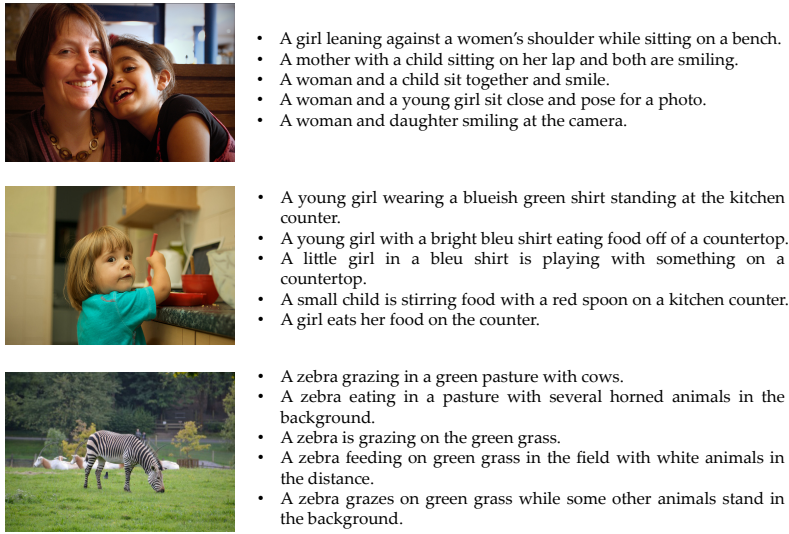 • A girl leaning against a women's shoulder while sitting on a bench.
• A mother with a child sitting on her lap and both are smiling.
• A woman and a child sit together and smile.
• A woman and a young girl sit close and pose for a photo.
• A woman and daughter smiling at the camera.
• A young girl wearing a blueish green shirt standing at the kitchen
counter.
• A young girl with a bright bleu shirt eating food off of a countertop.
• A little girl in a bleu shirt is playing with something on a
countertop.
• A small child is stirring food with a red spoon on a kitchen counter.
• A girl eats her food on the counter.
• A zebra grazing in a green pasture with cows.
• A zebra eating in a pasture with several horned animals in the
background.
• A zebra is grazing on the green grass.
• A zebra feeding on green grass in the field with white animals in
the distance.
• A zebra grazes on green grass while some other animals stand in
the background.